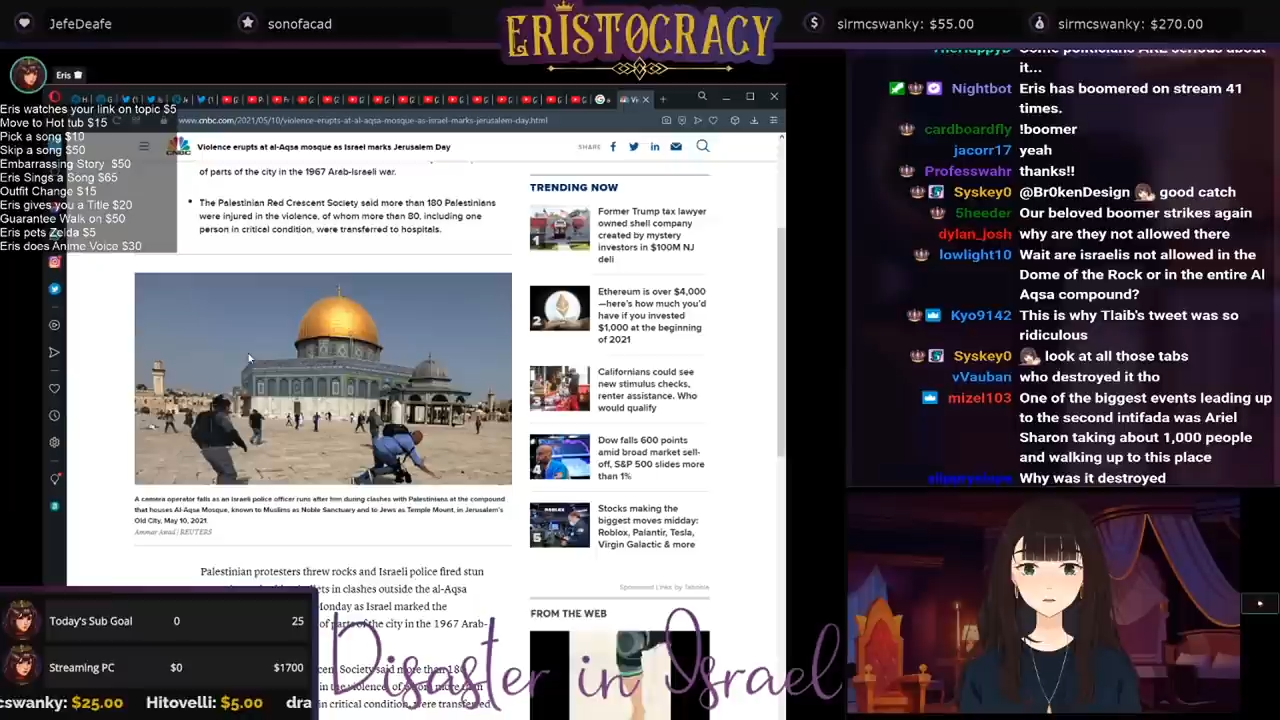 JefeDeafe
sonofacad
ERISTOCRACY
sirmcswanky: $55.00
sirmcswanky: $270.00
Eris
Eris watches your link on topic $5
Move to Hot tub $15
Pick a song $10
Skip a song $50
Embarrassing Story $50
Eris Sings a Song $65
Outfit Change $15
Eris gives you a Title $20
Guarantee Walk on $50
Eris pets Zelda $5
Eris does Anime Voice $30
www.cnbc.com/2021/05/10/violence-erupts-at-al-aqsa-mosque-as-israel-marks-jerusalem-day.html
CNBC
Violence erupts at al-Aqsa mosque as Israel marks Jerusalem Day
SHARE
of parts of the city in the 1967 Arab-Israeli war.
The Palestinian Red Crescent Society said more than 180 Palestinians
were injured in the violence, of whom more than 80, including one
person in critical condition, were transferred to hospitals.
A camera operator falls as an Israeli police officer runs after him during clashes with Palestinians at the compound
that houses Al-Aqsa Mosque, known to Muslims as Noble Sanctuary and to Jews as Temple Mount, in Jerusalem's
Old City, May 10, 2021
Ammar Awad | REUTERS
Palestinian protesters threw rocks and Israeli police fired stun
lets in clashes outside the al-Aqsa
Monday as Israel marked the
of parts of the city in the 1967 Arab-
Society said more than 180
in the violence, of
in critical condition, were transferred
TRENDING NOW
1
Former Trump tax lawyer
owned shell company
created by mystery
investors in $100M NJ
deli
2
Ethereum is over $4,000
—here's how much you'd
have if you invested
$1,000 at the beginning
of 2021
3
Californians could see
new stimulus checks,
renter assistance. Who
would qualify
4
Dow falls 600 points
amid broad market sell-
off, S&P 500 slides more
than 1%
5
Stocks making the
biggest moves midday:
Roblox, Palantir, Tesla,
Virgin Galactic & more
Sponsored Links by Taboola
FROM THE WEB
Some politicians ARE serious about
it...
Nightbot Eris has boomered on stream 41
times.
cardboardfly !boomer
jacorr17 yeah
Professwahr thanks!!
Syskey0 @Br0kenDesign good catch
5heeder Our beloved boomer strikes again
dylan_josh why are they not allowed there
lowlight10 Wait are israelis not allowed in the
Dome of the Rock or in the entire Al
Aqsa compound?
Kyo9142 This is why Tlaib's tweet was so
ridiculous
Syskey0 look at all those tabs
vVauban who destroyed it tho
mizel103 One of the biggest events leading up
to the second intifada was Ariel
Sharon taking about 1,000 people
and walking up to this place
Why was it destroyed
Today's Sub Goal 0 25
Streaming PC $0 $1700
cswanky: $25.00 Hitovelli: $5.00 dra
Disaster in Israel